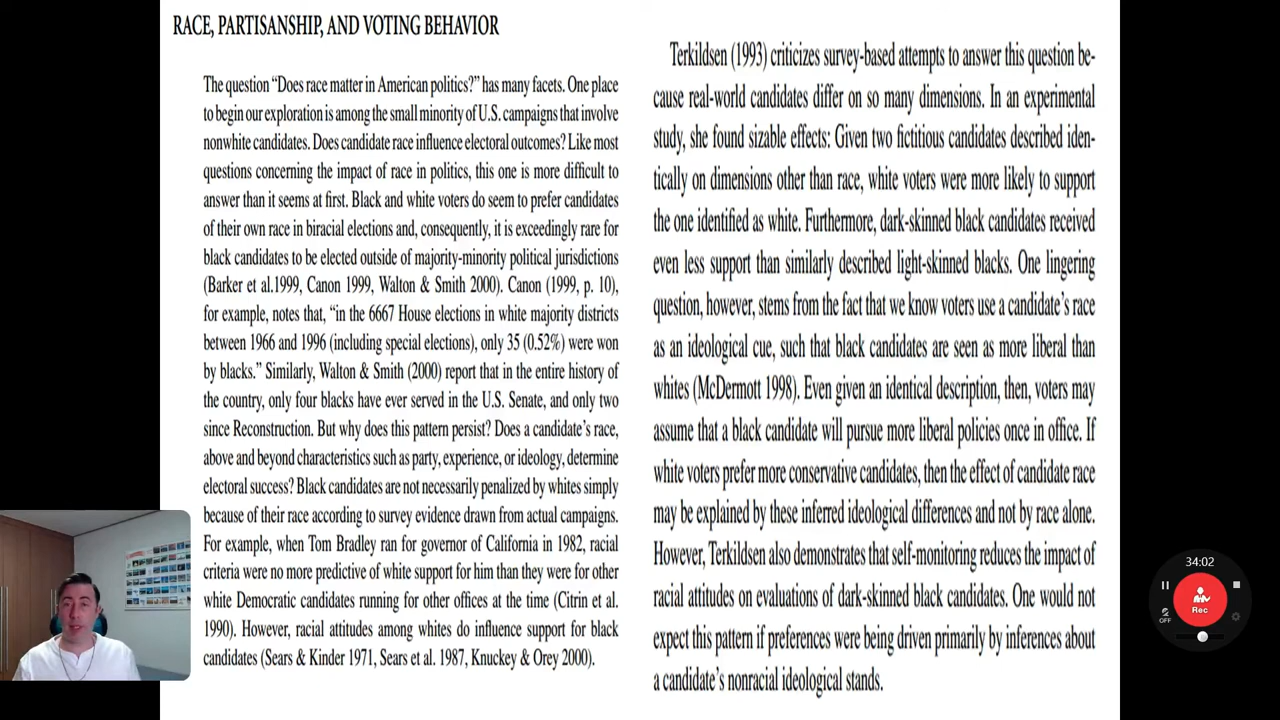 RACE, PARTISANSHIP, AND VOTING BEHAVIOR
The question “Does race matter in American politics?” has many facets. One place
to begin our exploration is among the small minority of U.S. campaigns that involve
nonwhite candidates. Does candidate race influence electoral outcomes? Like most
questions concerning the impact of race in politics, this one is more difficult to
answer than it seems at first. Black and white voters do seem to prefer candidates
of their own race in biracial elections and, consequently, it is exceedingly rare for
black candidates to be elected outside of majority-minority political jurisdictions
(Barker et al.1999, Canon 1999, Walton & Smith 2000). Canon (1999, p. 10),
for example, notes that, “in the 6667 House elections in white majority districts
between 1966 and 1996 (including special elections), only 35 (0.52%) were won
by blacks.” Similarly, Walton & Smith (2000) report that in the entire history of
the country, only four blacks have ever served in the U.S. Senate, and only two
since Reconstruction. But why does this pattern persist? Does a candidate’s race,
above and beyond characteristics such as party, experience, or ideology, determine
electoral success? Black candidates are not necessarily penalized by whites simply
because of their race according to survey evidence drawn from actual campaigns.
For example, when Tom Bradley ran for governor of California in 1982, racial
criteria were no more predictive of white support for him than they were for other
white Democratic candidates running for other offices at the time (Citrin et al.
1990). However, racial attitudes among whites do influence support for black
candidates (Sears & Kinder 1971, Sears et al. 1987, Knuckey & Orey 2000).
Terkildsen (1993) criticizes survey-based attempts to answer this question be-
cause real-world candidates differ on so many dimensions. In an experimental
study, she found sizable effects: Given two fictitious candidates described iden-
tically on dimensions other than race, white voters were more likely to support
the one identified as white. Furthermore, dark-skinned black candidates received
even less support than similarly described light-skinned blacks. One lingering
question, however, stems from the fact that we know voters use a candidate’s race
as an ideological cue, such that black candidates are seen as more liberal than
whites (McDermott 1998). Even given an identical description, then, voters may
assume that a black candidate will pursue more liberal policies once in office. If
white voters prefer more conservative candidates, then the effect of candidate race
may be explained by these inferred ideological differences and not by race alone.
However, Terkildsen also demonstrates that self-monitoring reduces the impact of
racial attitudes on evaluations of dark-skinned black candidates. One would not
expect this pattern if preferences were being driven primarily by inferences about
a candidate’s nonracial ideological stands.
34:02
Rec
OFF